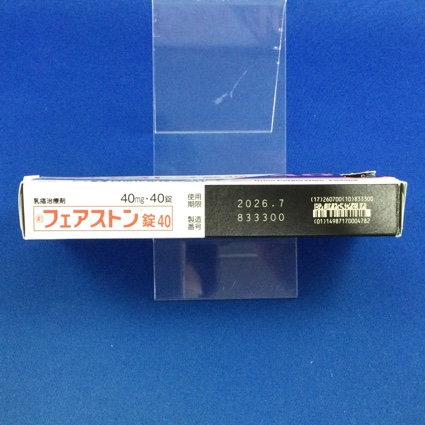 乳癌治療剤
40mg・40錠
劇 フェアストン錠40
使用期限
2026.7
製造番号
833300
(17)260700(10)833300
(01)14987170004782